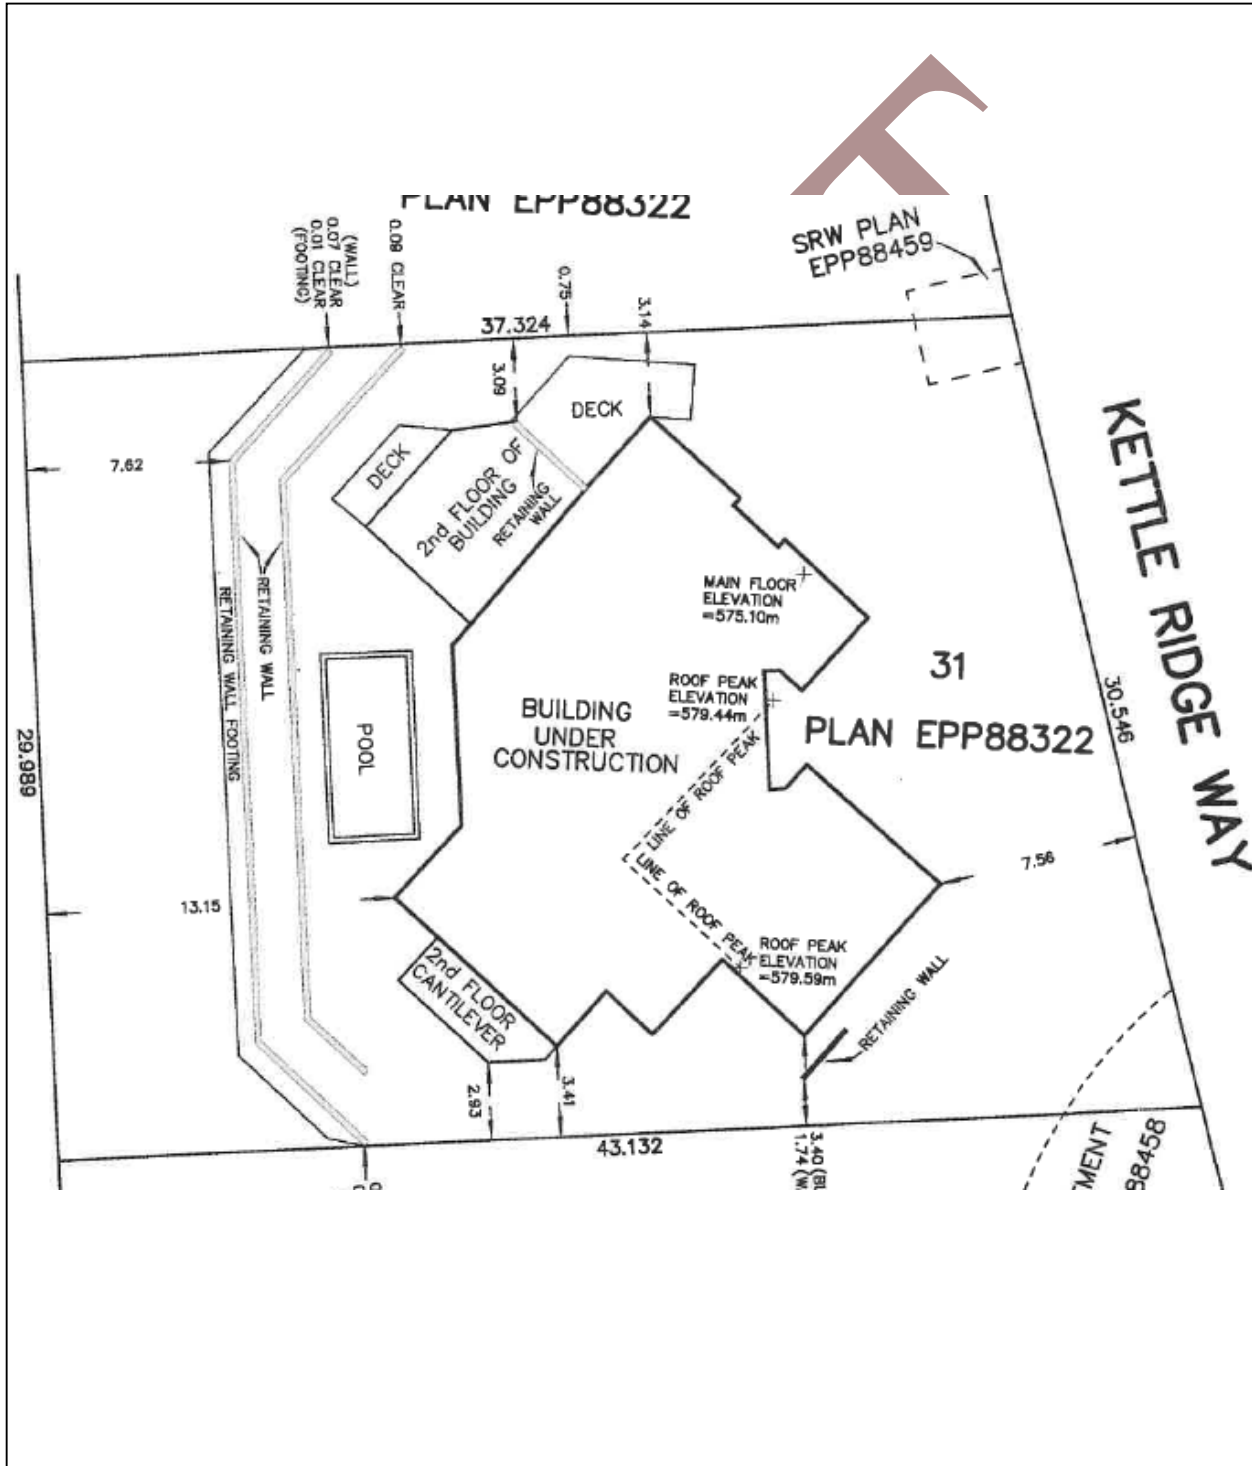 PLAN EPP88322
SRW PLAN
EPP88459
(WALL)
0.07 CLEAR
0.01 CLEAR
(FOOTING)
0.09 CLEAR
0.75
3.14
37.324
3.09
DECK
DECK
2nd FLOOR OF
BUILDING
RETAINING
WALL
7.62
KETTLE RIDGE WAY
MAIN FLOOR
ELEVATION
=575.10m
RETAINING WALL
RETAINING WALL FOOTING
31
PLAN EPP88322
ROOF PEAK
ELEVATION
=579.44m
30.546
BUILDING
UNDER
CONSTRUCTION
POOL
29.989
LINE OF ROOF PEAK
LINE OF ROOF PEAK
7.56
13.15
ROOF PEAK
ELEVATION
=579.59m
2nd FLOOR
CANTILEVER
RETAINING WALL
2.93
3.41
43.132
3.40 (BU
1.74 (W
TMENT
88458